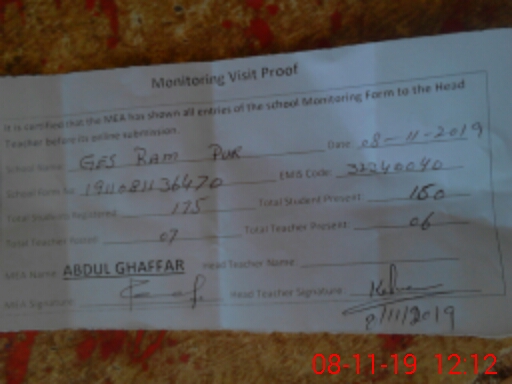 Monitoring Visit Proof
It is certified that the MEA has shown all entries of the school Monitoring Form to the Head
Teacher before its online submission.
School Name: GES RAM PUR Date: 08-11-2019
School Form No. 1911081136470 EMIS Code: 32240040
Total Students Registered: 175 Total Student Present: 150
Total Teacher Posted: 07 Total Teacher Present: 06
MEA Name: ABDUL GHAFFAR Head Teacher Name:
MEA Signature: Head Teacher Signature:
8/11/2019
08-11-19 12:12